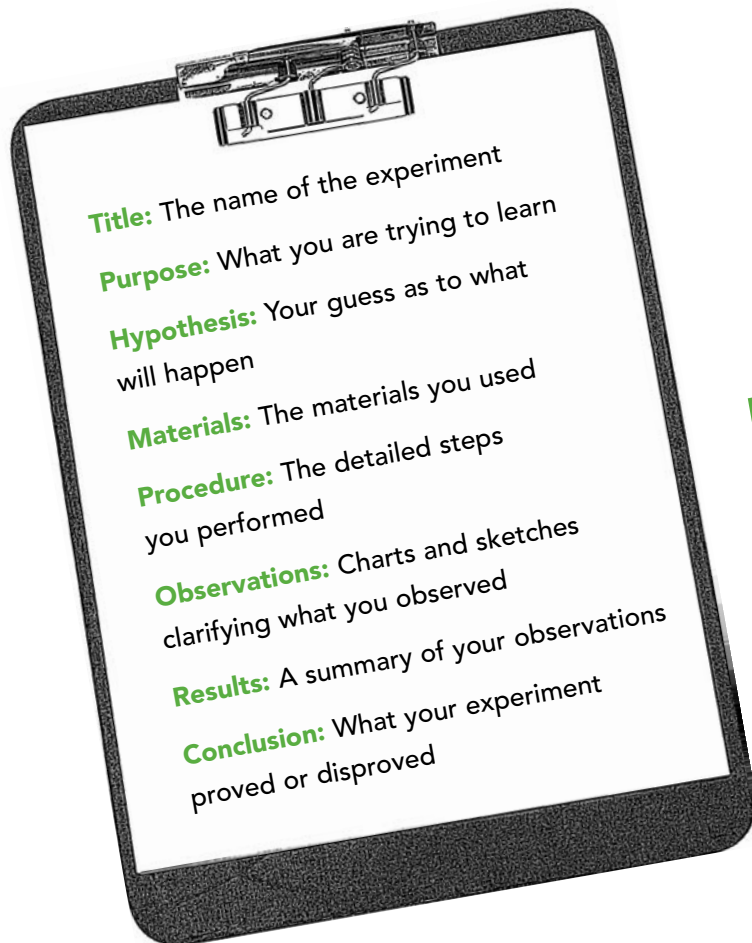 Title: The name of the experiment
Purpose: What you are trying to learn
Hypothesis: Your guess as to what
will happen
Materials: The materials you used
Procedure: The detailed steps
you performed
Observations: Charts and sketches
clarifying what you observed
Results: A summary of your observations
Conclusion: What your experiment
proved or disproved